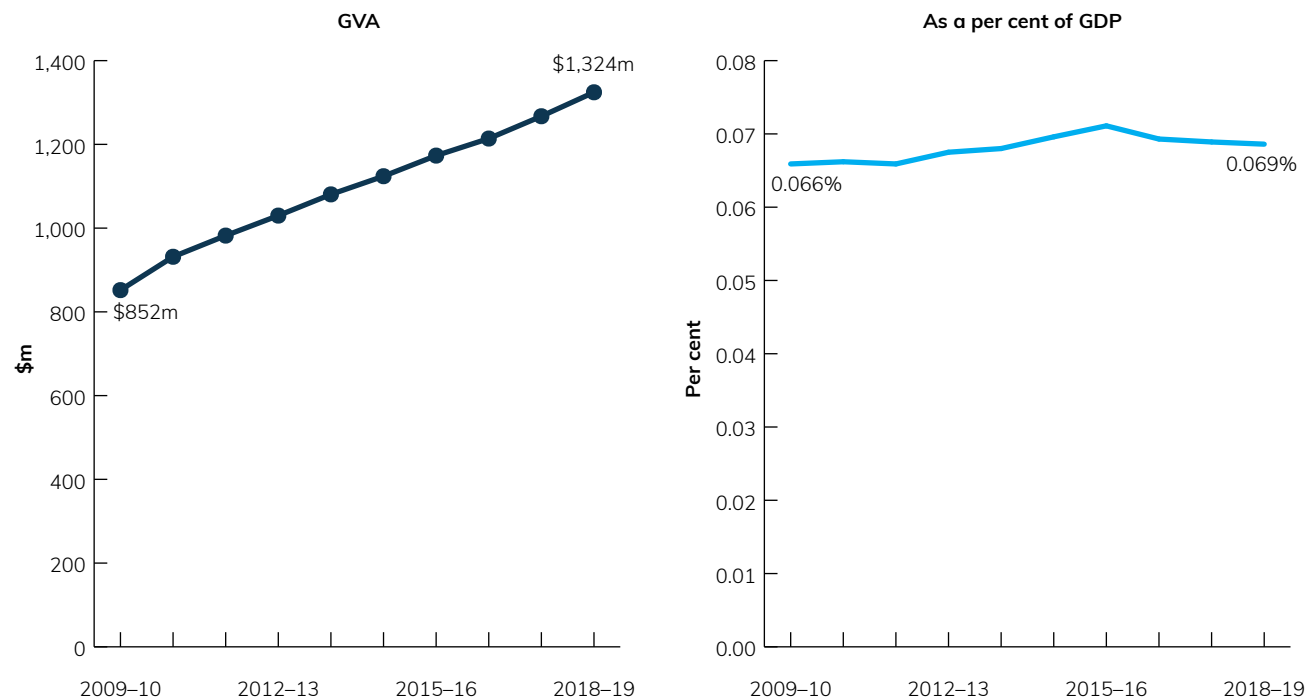 GVA
1,400
1,200
1,000
800
600
400
200
0
$m
$1,324m
$852m
2009–10 2012–13 2015–16 2018–19
As a per cent of GDP
0.08
0.07
0.06
0.05
0.04
0.03
0.02
0.01
0.00
Per cent
0.066%
0.069%
2009–10 2012–13 2015–16 2018–19